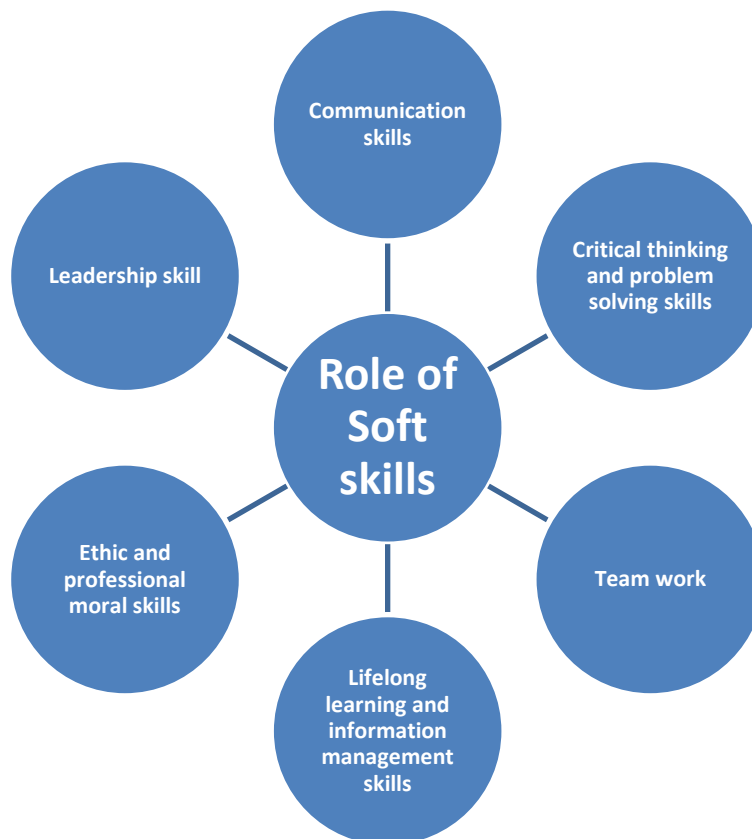 Communication
skills
Leadership skill
Critical thinking
and problem
solving skills
Role of
Soft
skills
Ethic and
professional
moral skills
Team work
Lifelong
learning and
information
management
skills